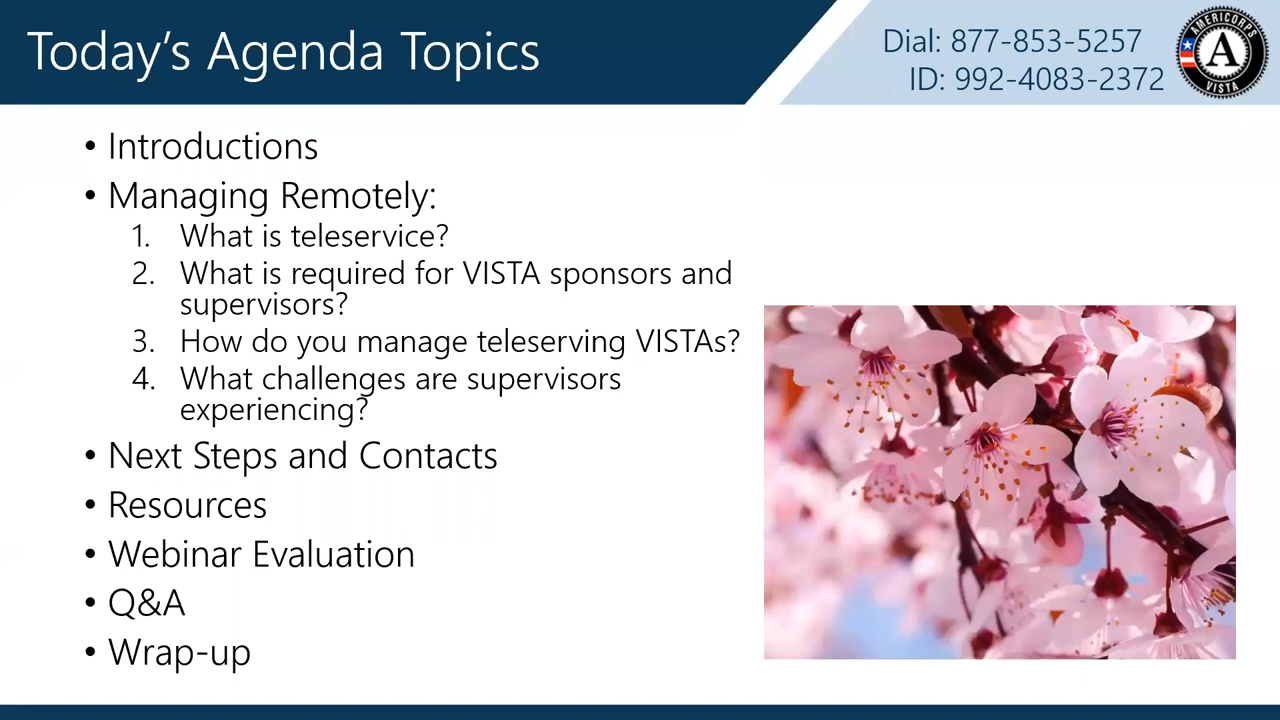 Today’s Agenda Topics
Dial: 877-853-5257
ID: 992-4083-2372
AMERICORPS
A
VISTA
• Introductions
• Managing Remotely:
1. What is teleservice?
2. What is required for VISTA sponsors and
supervisors?
3. How do you manage teleserving VISTAs?
4. What challenges are supervisors
experiencing?
• Next Steps and Contacts
• Resources
• Webinar Evaluation
• Q&A
• Wrap-up